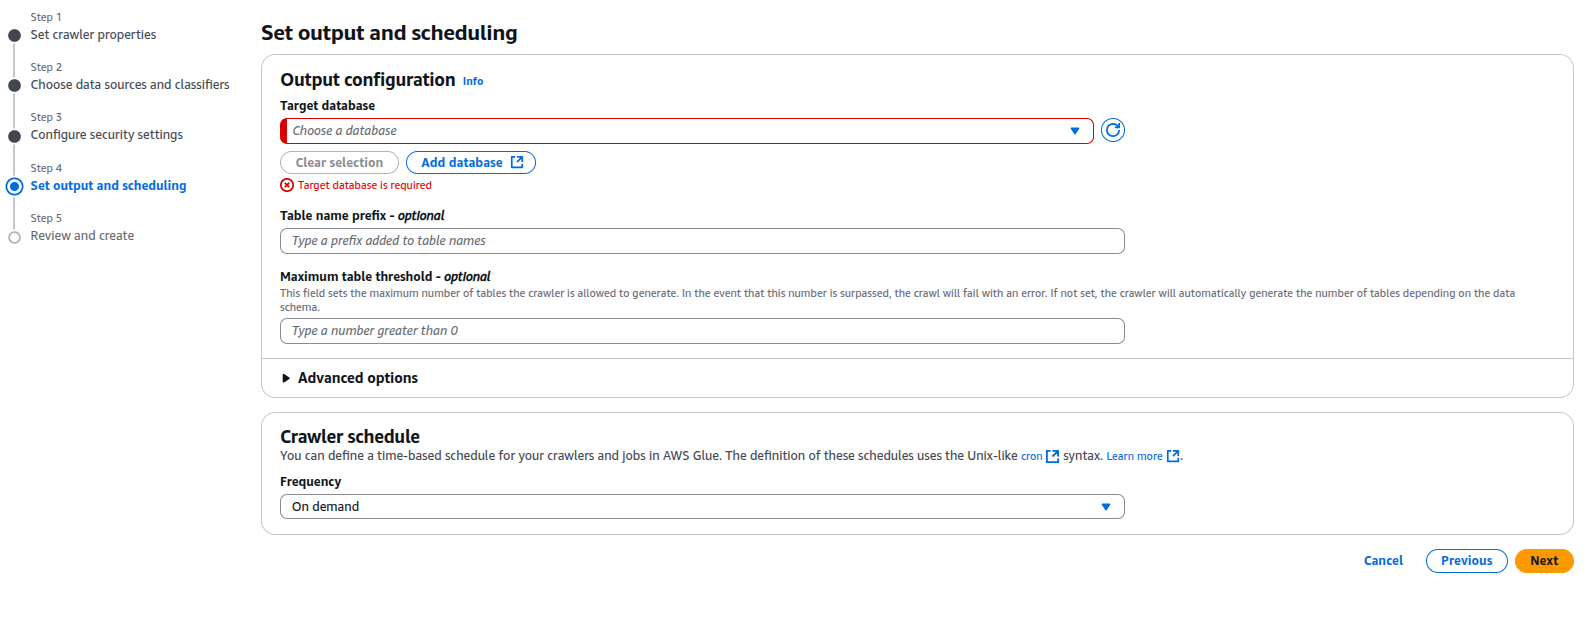 Step 1
Set crawler properties
Step 2
Choose data sources and classifiers
Step 3
Configure security settings
Step 4
Set output and scheduling
Step 5
Review and create
Set output and scheduling
Output configuration Info
Target database
Choose a database
Clear selection Add database
Target database is required
Table name prefix - optional
Type a prefix added to table names
Maximum table threshold - optional
This field sets the maximum number of tables the crawler is allowed to generate. In the event that this number is surpassed, the crawl will fail with an error. If not set, the crawler will automatically generate the number of tables depending on the data
schema.
Type a number greater than 0
Advanced options
Crawler schedule
You can define a time-based schedule for your crawlers and jobs in AWS Glue. The definition of these schedules uses the Unix-like cron syntax. Learn more .
Frequency
On demand
Cancel Previous Next